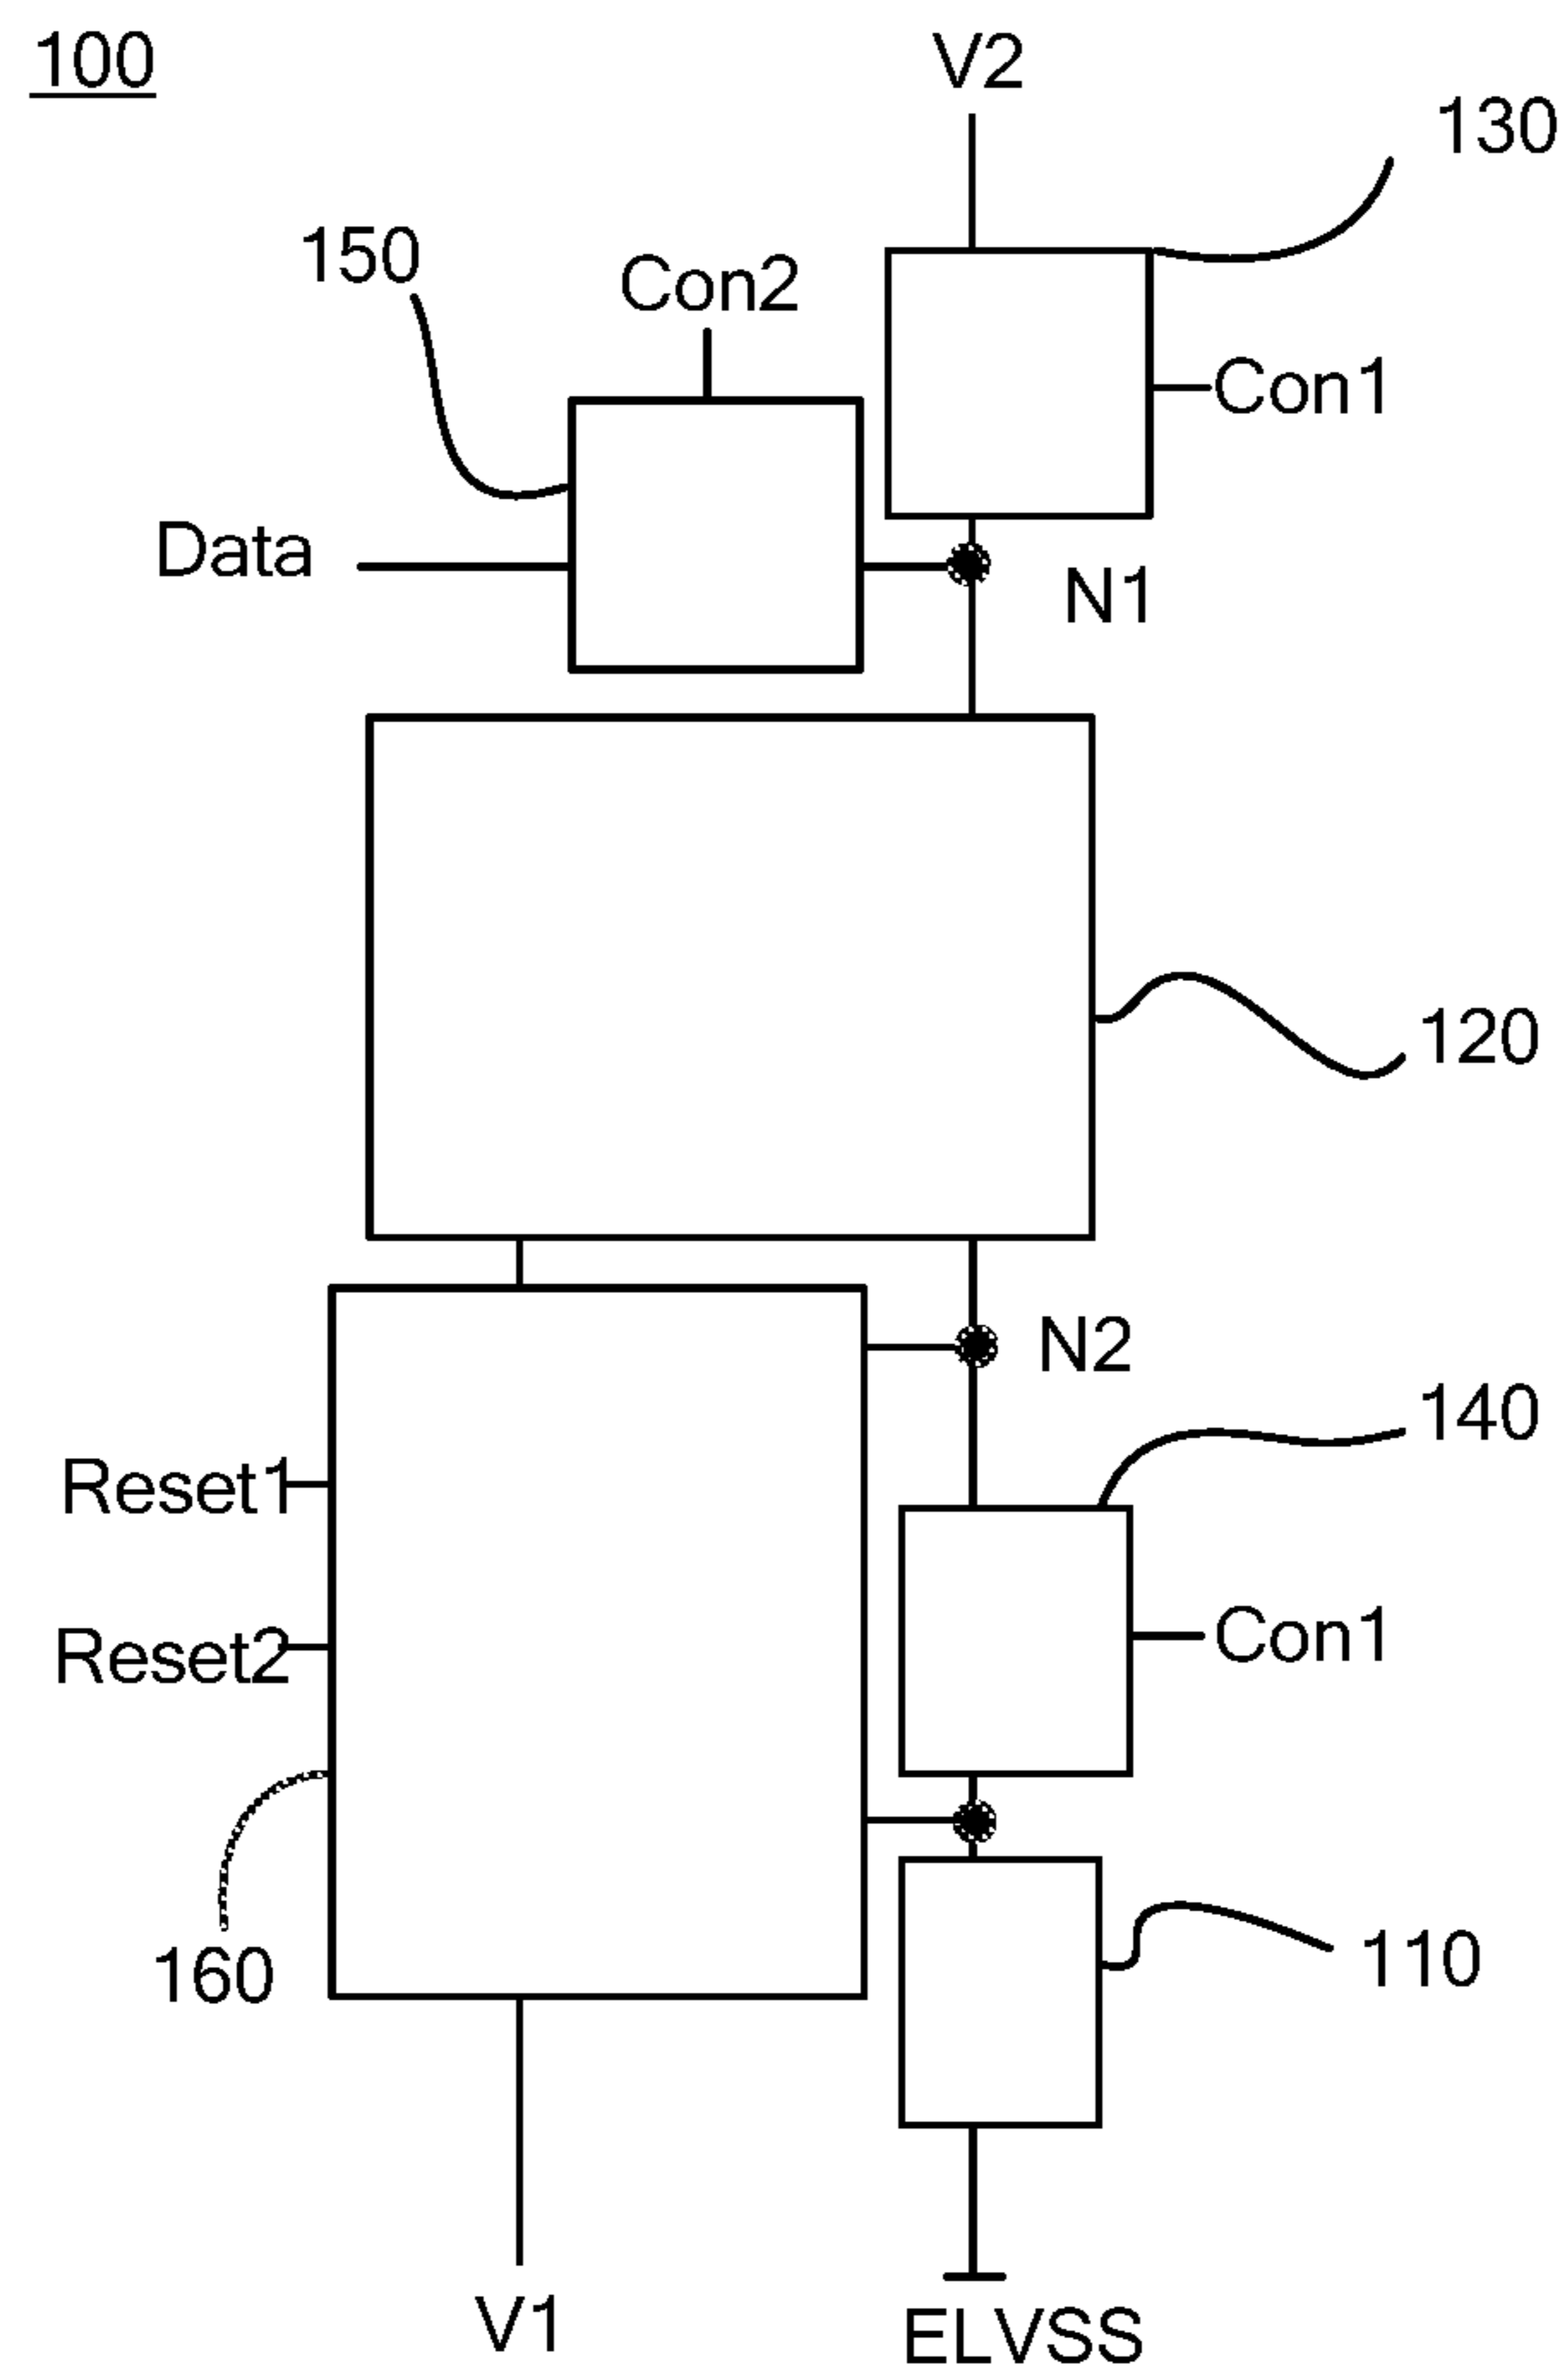 100
V2
130
150
Con2
Con1
Data
N1
120
N2
140
Reset1
Con1
Reset2
160
110
V1
ELVSS